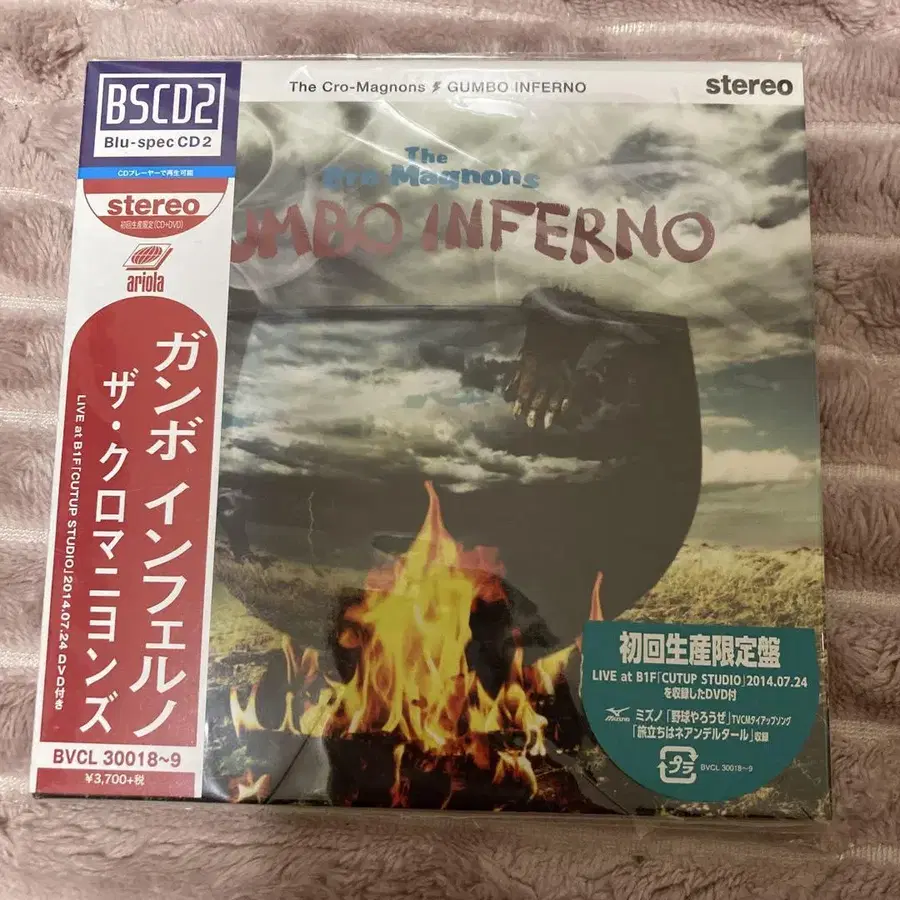 BSCD2
Blu-spec CD 2
CDプレーヤーで再生可能
stereo
初回生産限定(CD+DVD)
ariola
ガンボ インフェルノ
ザ・クロマニヨンズ
LIVE at B1F「CUTUP STUDIO」2014.07.24 DVD付き
BVCL 30018~9
¥3,700+税
The Cro-Magnons GUMBO INFERNO
stereo
The
Cro-Magnons
GUMBO INFERNO
初回生産限定盤
LIVE at B1F「CUTUP STUDIO」2014.07.24
を収録したDVD付
MIZUNO
ミズノ「野球やろうぜ」TVCMタイアップソング
「旅立ちはネアンデルタール」収録
プラ
BVCL 30018~9